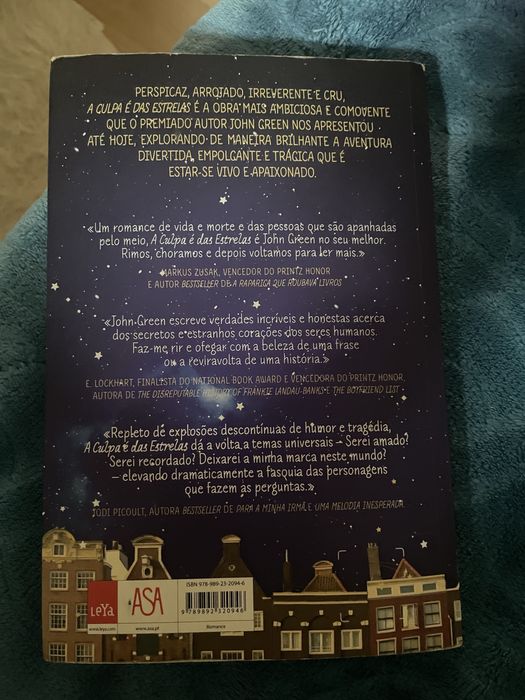 PERSPICAZ, ARROJADO, IRREVERENTE E CRU,
A CULPA É DAS ESTRELAS É A OBRA MAIS AMBICIOSA E COMOVENTE
QUE O PREMIADO AUTOR JOHN GREEN NOS APRESENTOU
ATÉ HOJE, EXPLORANDO DE MANEIRA BRILHANTE A AVENTURA
DIVERTIDA, EMPOLGANTE E TRÁGICA QUE É
ESTAR-SE VIVO E APAIXONADO.
«Um romance de vida e morte e das pessoas que são apanhadas
pelo meio, A Culpa é das Estrelas é John Green no seu melhor.
Rimos, choramos e depois voltamos para ler mais.»
MARKUS ZUSAK, VENCEDOR DO PRINTZ HONOR
E AUTOR BESTSELLER DE A RAPARIGA QUE ROUBAVA LIVROS
«John Green escreve verdades incríveis e honestas acerca
dos secretos e estranhos corações dos seres humanos.
Faz-me rir e ofegar com a beleza de uma frase
ou a reviravolta de uma história.»
E. LOCKHART, FINALISTA DO NATIONAL BOOK AWARD E VENCEDORA DO PRINTZ HONOR,
AUTORA DE THE DISREPUTABLE HISTORY OF FRANKIE LANDAU-BANKS E THE BOYFRIEND LIST
«Repleto de explosões descontínuas de humor e tragédia,
A Culpa é das Estrelas dá a volta a temas universais – Serei amado?
Serei recordado? Deixarei a minha marca neste mundo?
– elevando dramaticamente a fasquia das personagens
que fazem as perguntas.»
JODI PICOULT, AUTORA BESTSELLER DE PARA A MINHA IRMÃ E UMA MELODIA INESPERADA
ISBN 978-989-23-2094-6
LEYa
ASA
9 789892 320946
www.leya.com
www.asa.pt
Romance